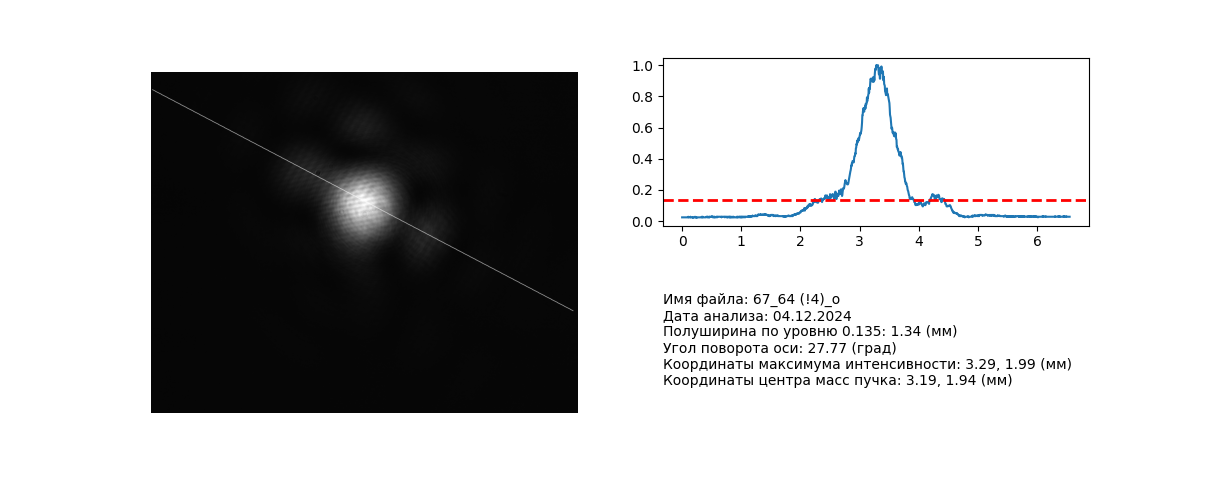 1.0
0.8
0.6
0.4
0.2
0.0
0 1 2 3 4 5 6
Имя файла: 67_64 (!4)_o
Дата анализа: 04.12.2024
Полуширина по уровню 0.135: 1.34 (мм)
Угол поворота оси: 27.77 (град)
Координаты максимума интенсивности: 3.29, 1.99 (мм)
Координаты центра масс пучка: 3.19, 1.94 (мм)